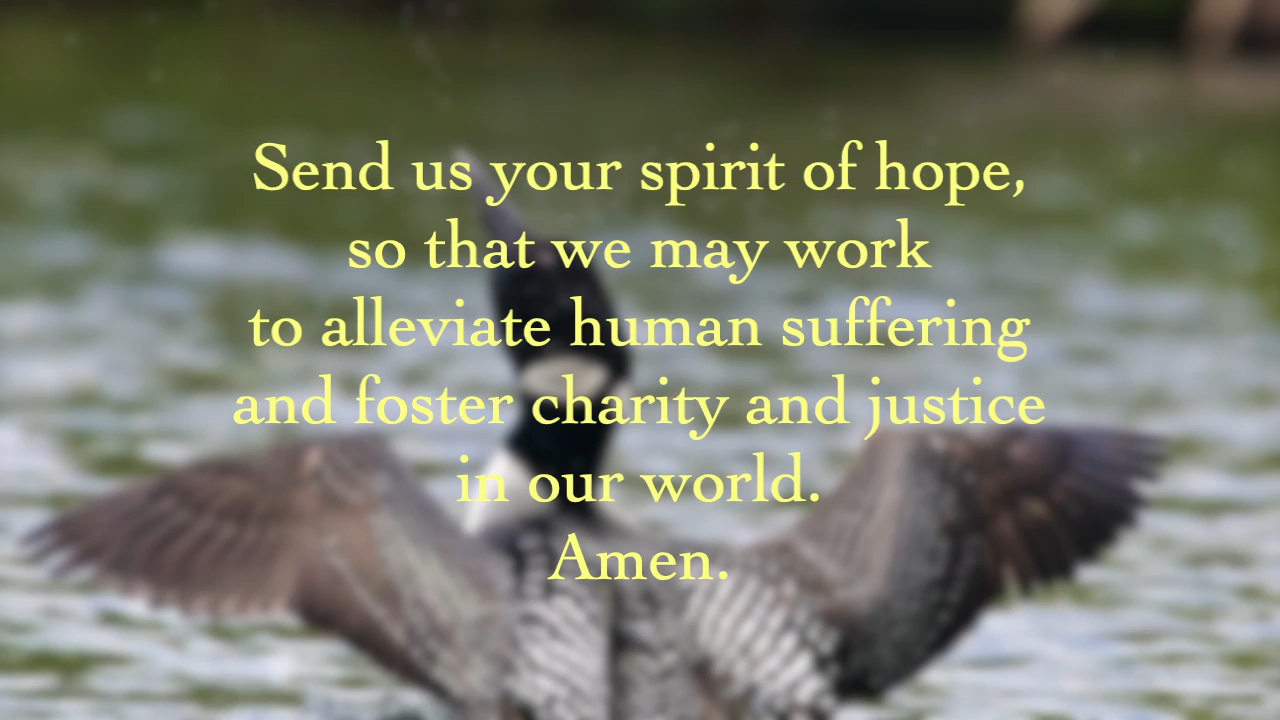 Send us your spirit of hope,
so that we may work
to alleviate human suffering
and foster charity and justice
in our world.
Amen.